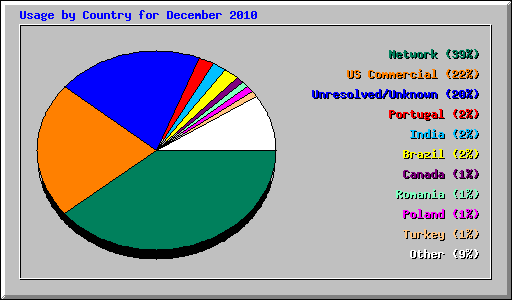 Usage by Country for December 2010
Network (39%)
US Commercial (22%)
Unresolved/Unknown (20%)
Portugal (2%)
India (2%)
Brazil (2%)
Canada (1%)
Romania (1%)
Poland (1%)
Turkey (1%)
Other (9%)